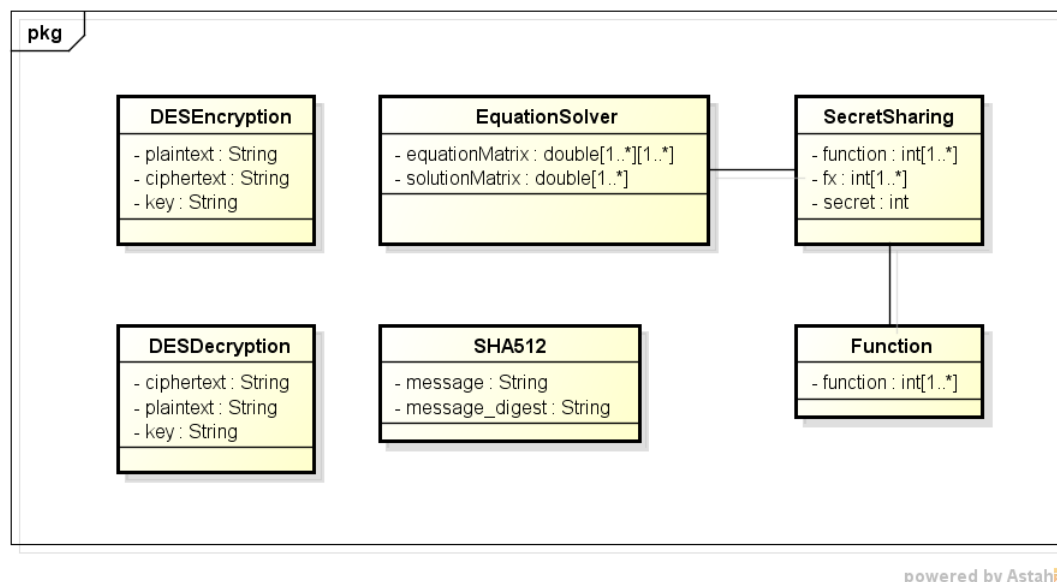 pkg
DESEncryption
- plaintext : String
- ciphertext : String
- key : String
EquationSolver
- equationMatrix : double[1..*][1..*]
- solutionMatrix : double[1..*]
SecretSharing
- function : int[1..*]
- fx : int[1..*]
- secret : int
DESDecryption
- ciphertext : String
- plaintext : String
- key : String
SHA512
- message : String
- message_digest : String
Function
- function : int[1..*]
powered by Astah